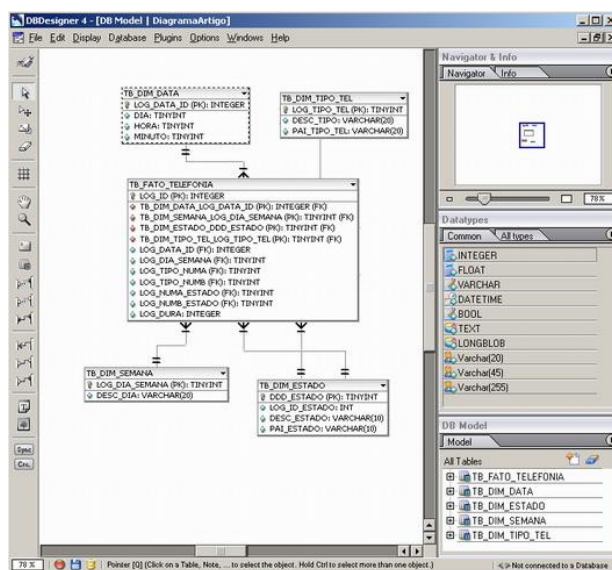 DBDesigner 4 - [DB Model | DiagramaArtigo]
File Edit Display Database Plugins Options Windows Help
TB_DIM_DATA
LOG_DATA_ID (PK): INTEGER
DIA: TINYINT
HORA: TINYINT
MINUTO: TINYINT
TB_DIM_TIPO_TEL
LOG_TIPO_TEL (PK): TINYINT
DESC_TIPO: VARCHAR(20)
PAI_TIPO_TEL: VARCHAR(20)
TB_FATO_TELEFONIA
LOG_ID (PK): INTEGER
TB_DIM_DATA_LOG_DATA_ID (PK): INTEGER (FK)
TB_DIM_SEMANA_LOG_DIA_SEMANA (PK): TINYINT (FK)
TB_DIM_ESTADO_DDD_ESTADO (PK): TINYINT (FK)
TB_DIM_TIPO_TEL_LOG_TIPO_TEL (PK): TINYINT (FK)
LOG_DATA_ID (FK): INTEGER
LOG_DIA_SEMANA (FK): TINYINT
LOG_TIPO_NUMA (FK): TINYINT
LOG_TIPO_NUMB (FK): TINYINT
LOG_NUMA_ESTADO (FK): TINYINT
LOG_NUMB_ESTADO (FK): TINYINT
LOG_DURA: INTEGER
TB_DIM_SEMANA
LOG_DIA_SEMANA (PK): TINYINT
DESC_DIA: VARCHAR(20)
TB_DIM_ESTADO
DDD_ESTADO (PK): TINYINT
LOG_ID_ESTADO: INT
DESC_ESTADO: VARCHAR(10)
PAI_ESTADO: VARCHAR(10)
Navigator & Info
Navigator Info
78%
Datatypes
Common All types
INTEGER
FLOAT
VARCHAR
DATETIME
BOOL
TEXT
LONGBLOB
Varchar(20)
Varchar(45)
Varchar(255)
DB Model
Model
All Tables
TB_FATO_TELEFONIA
TB_DIM_DATA
TB_DIM_ESTADO
TB_DIM_SEMANA
TB_DIM_TIPO_TEL
Sync
78 % Pointer [Q] (Click on a Table, Note, ... to select the object. Hold Ctrl to select more than one object.) Not connected to a Database